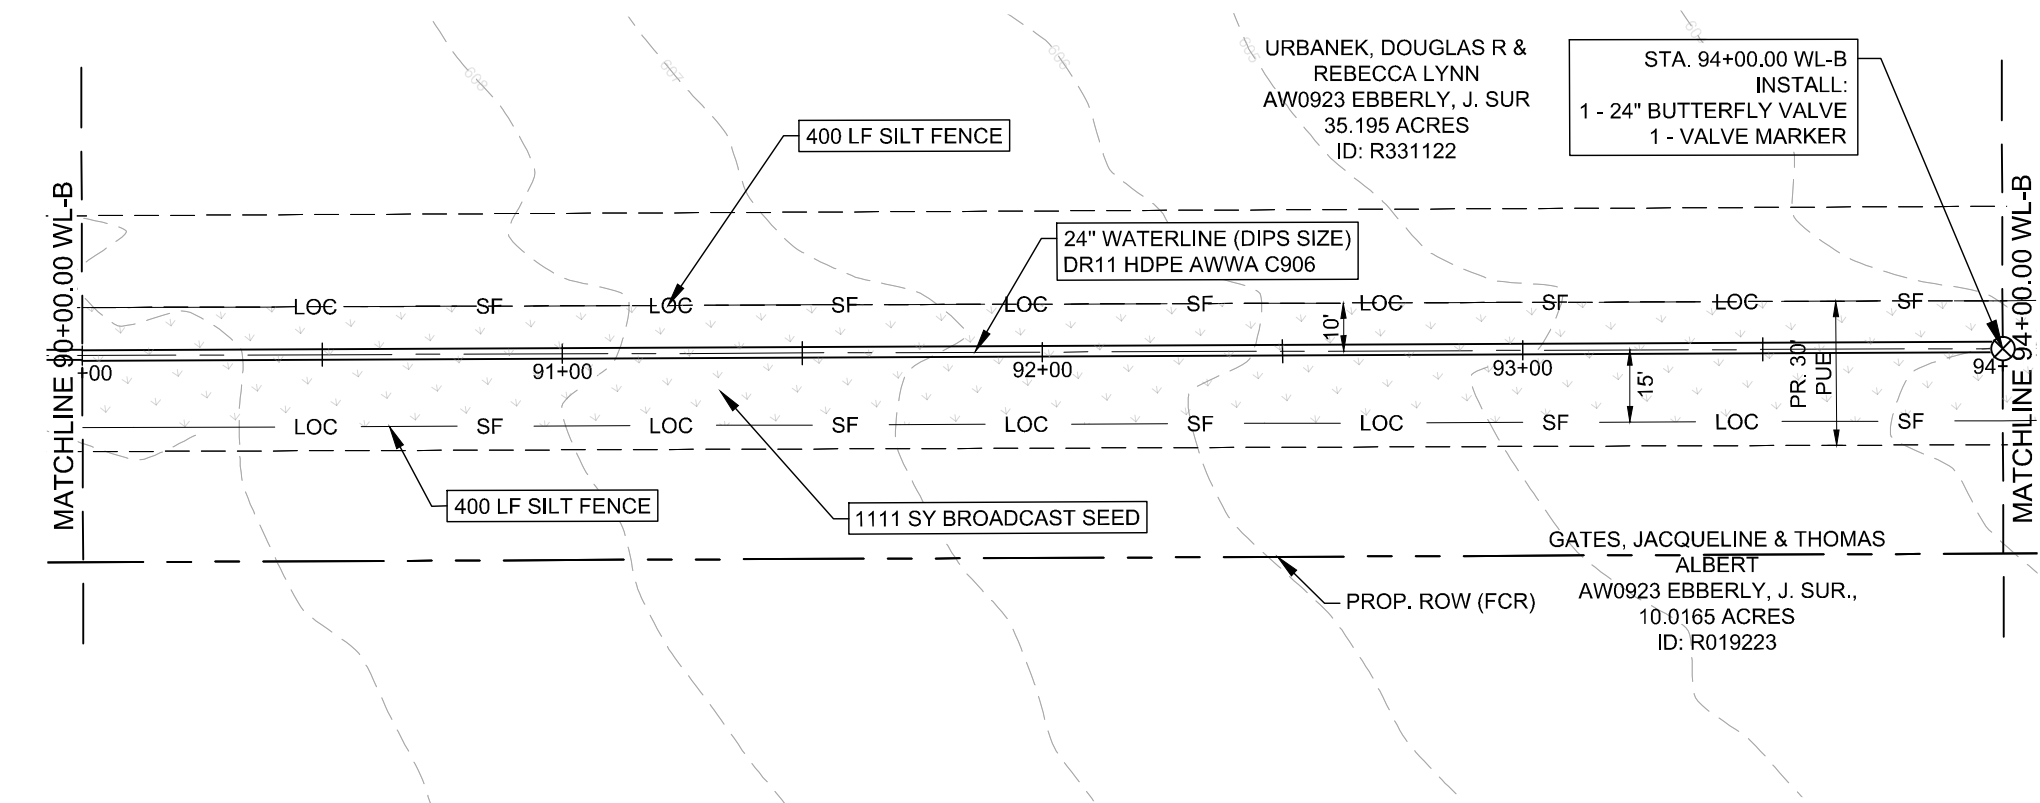 608
607
606
605
604
URBANEK, DOUGLAS R &
REBECCA LYNN
AW0923 EBBERLY, J. SUR
35.195 ACRES
ID: R331122
STA. 94+00.00 WL-B
INSTALL:
1 - 24" BUTTERFLY VALVE
1 - VALVE MARKER
400 LF SILT FENCE
MATCHLINE 90+00.00 WL-B
MATCHLINE 94+00.00 WL-B
24" WATERLINE (DIPS SIZE)
DR11 HDPE AWWA C906
LOC SF LOC SF LOC SF LOC SF LOC SF
10'
+00 91+00 92+00 93+00 94+
15'
PR. 30'
PUE
LOC SF LOC SF LOC SF LOC SF LOC SF
400 LF SILT FENCE
1111 SY BROADCAST SEED
GATES, JACQUELINE & THOMAS
ALBERT
AW0923 EBBERLY, J. SUR.,
10.0165 ACRES
ID: R019223
PROP. ROW (FCR)